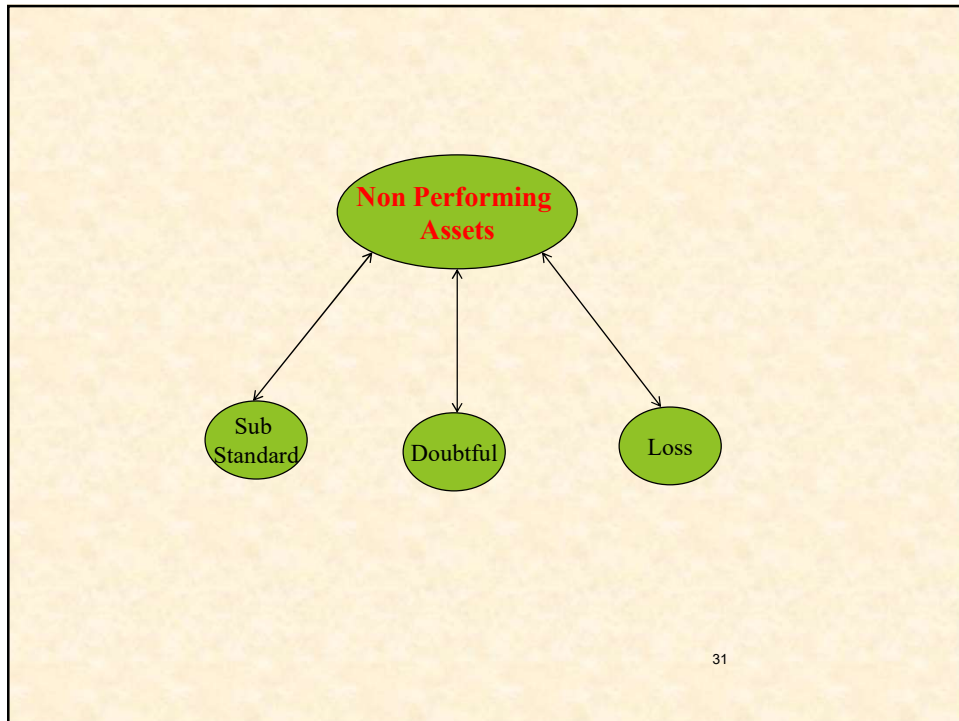 Non Performing
Assets
Sub
Standard
Doubtful
Loss
31